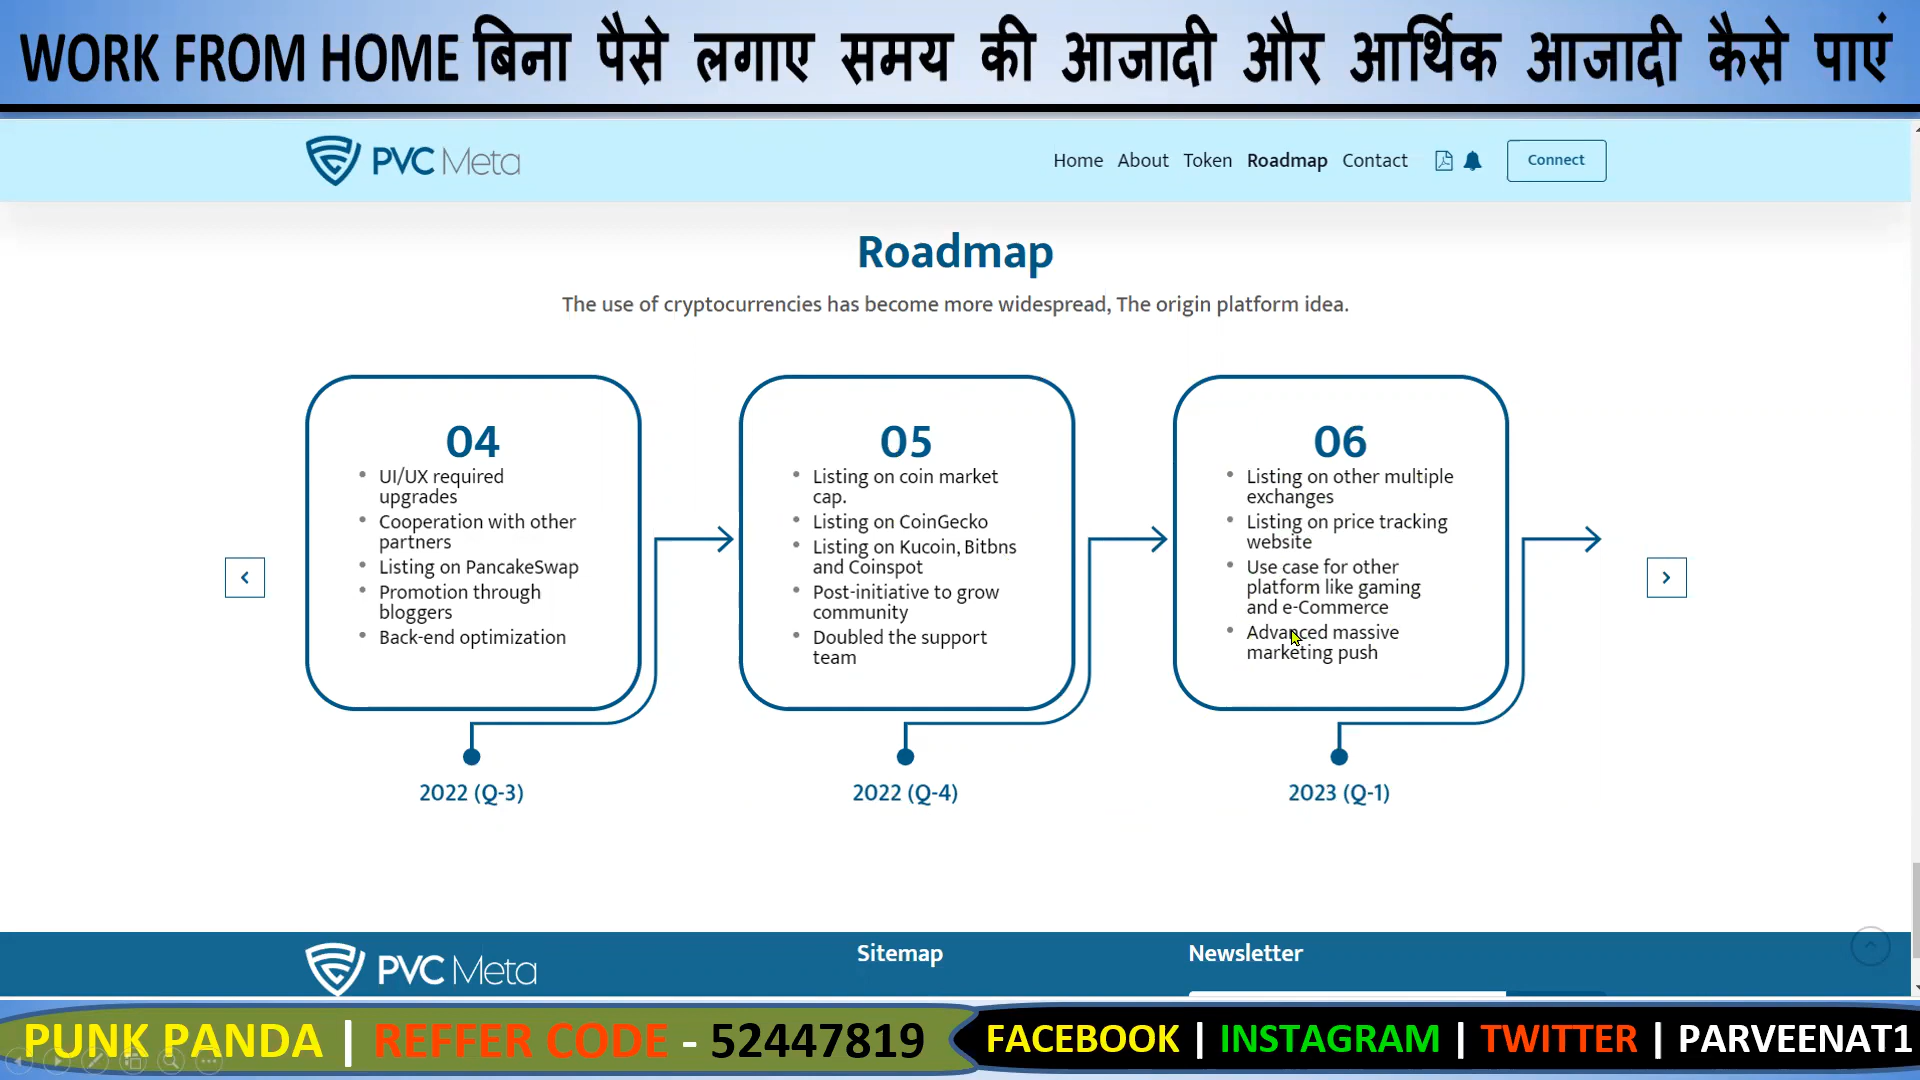 WORK FROM HOME बिना पैसे लगाए समय की आजादी और आर्थिक आजादी कैसे पाएं
PVC Meta
Home About Token Roadmap Contact Connect
Roadmap
The use of cryptocurrencies has become more widespread, The origin platform idea.
04
• UI/UX required
upgrades
• Cooperation with other
partners
• Listing on PancakeSwap
• Promotion through
bloggers
• Back-end optimization
2022 (Q-3)
05
• Listing on coin market
cap.
• Listing on CoinGecko
• Listing on Kucoin, Bitbns
and Coinspot
• Post-initiative to grow
community
• Doubled the support
team
2022 (Q-4)
06
• Listing on other multiple
exchanges
• Listing on price tracking
website
• Use case for other
platform like gaming
and e-Commerce
• Advanced massive
marketing push
2023 (Q-1)
PVC Meta
Sitemap
Newsletter
PUNK PANDA | REFFER CODE - 52447819
FACEBOOK | INSTAGRAM | TWITTER | PARVEENAT1